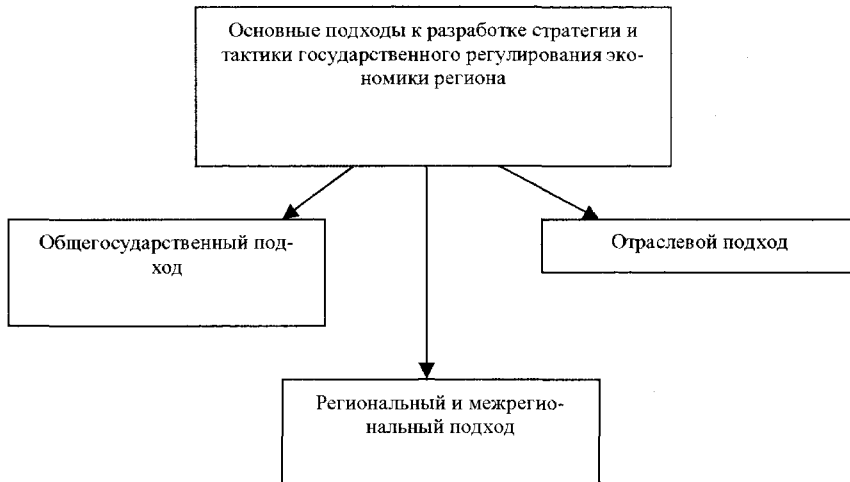 Основные подходы к разработке стратегии и
тактики государственного регулирования эко-
номики региона
Общегосударственный под-
ход
Отраслевой подход
Региональный и межрегио-
нальный подход